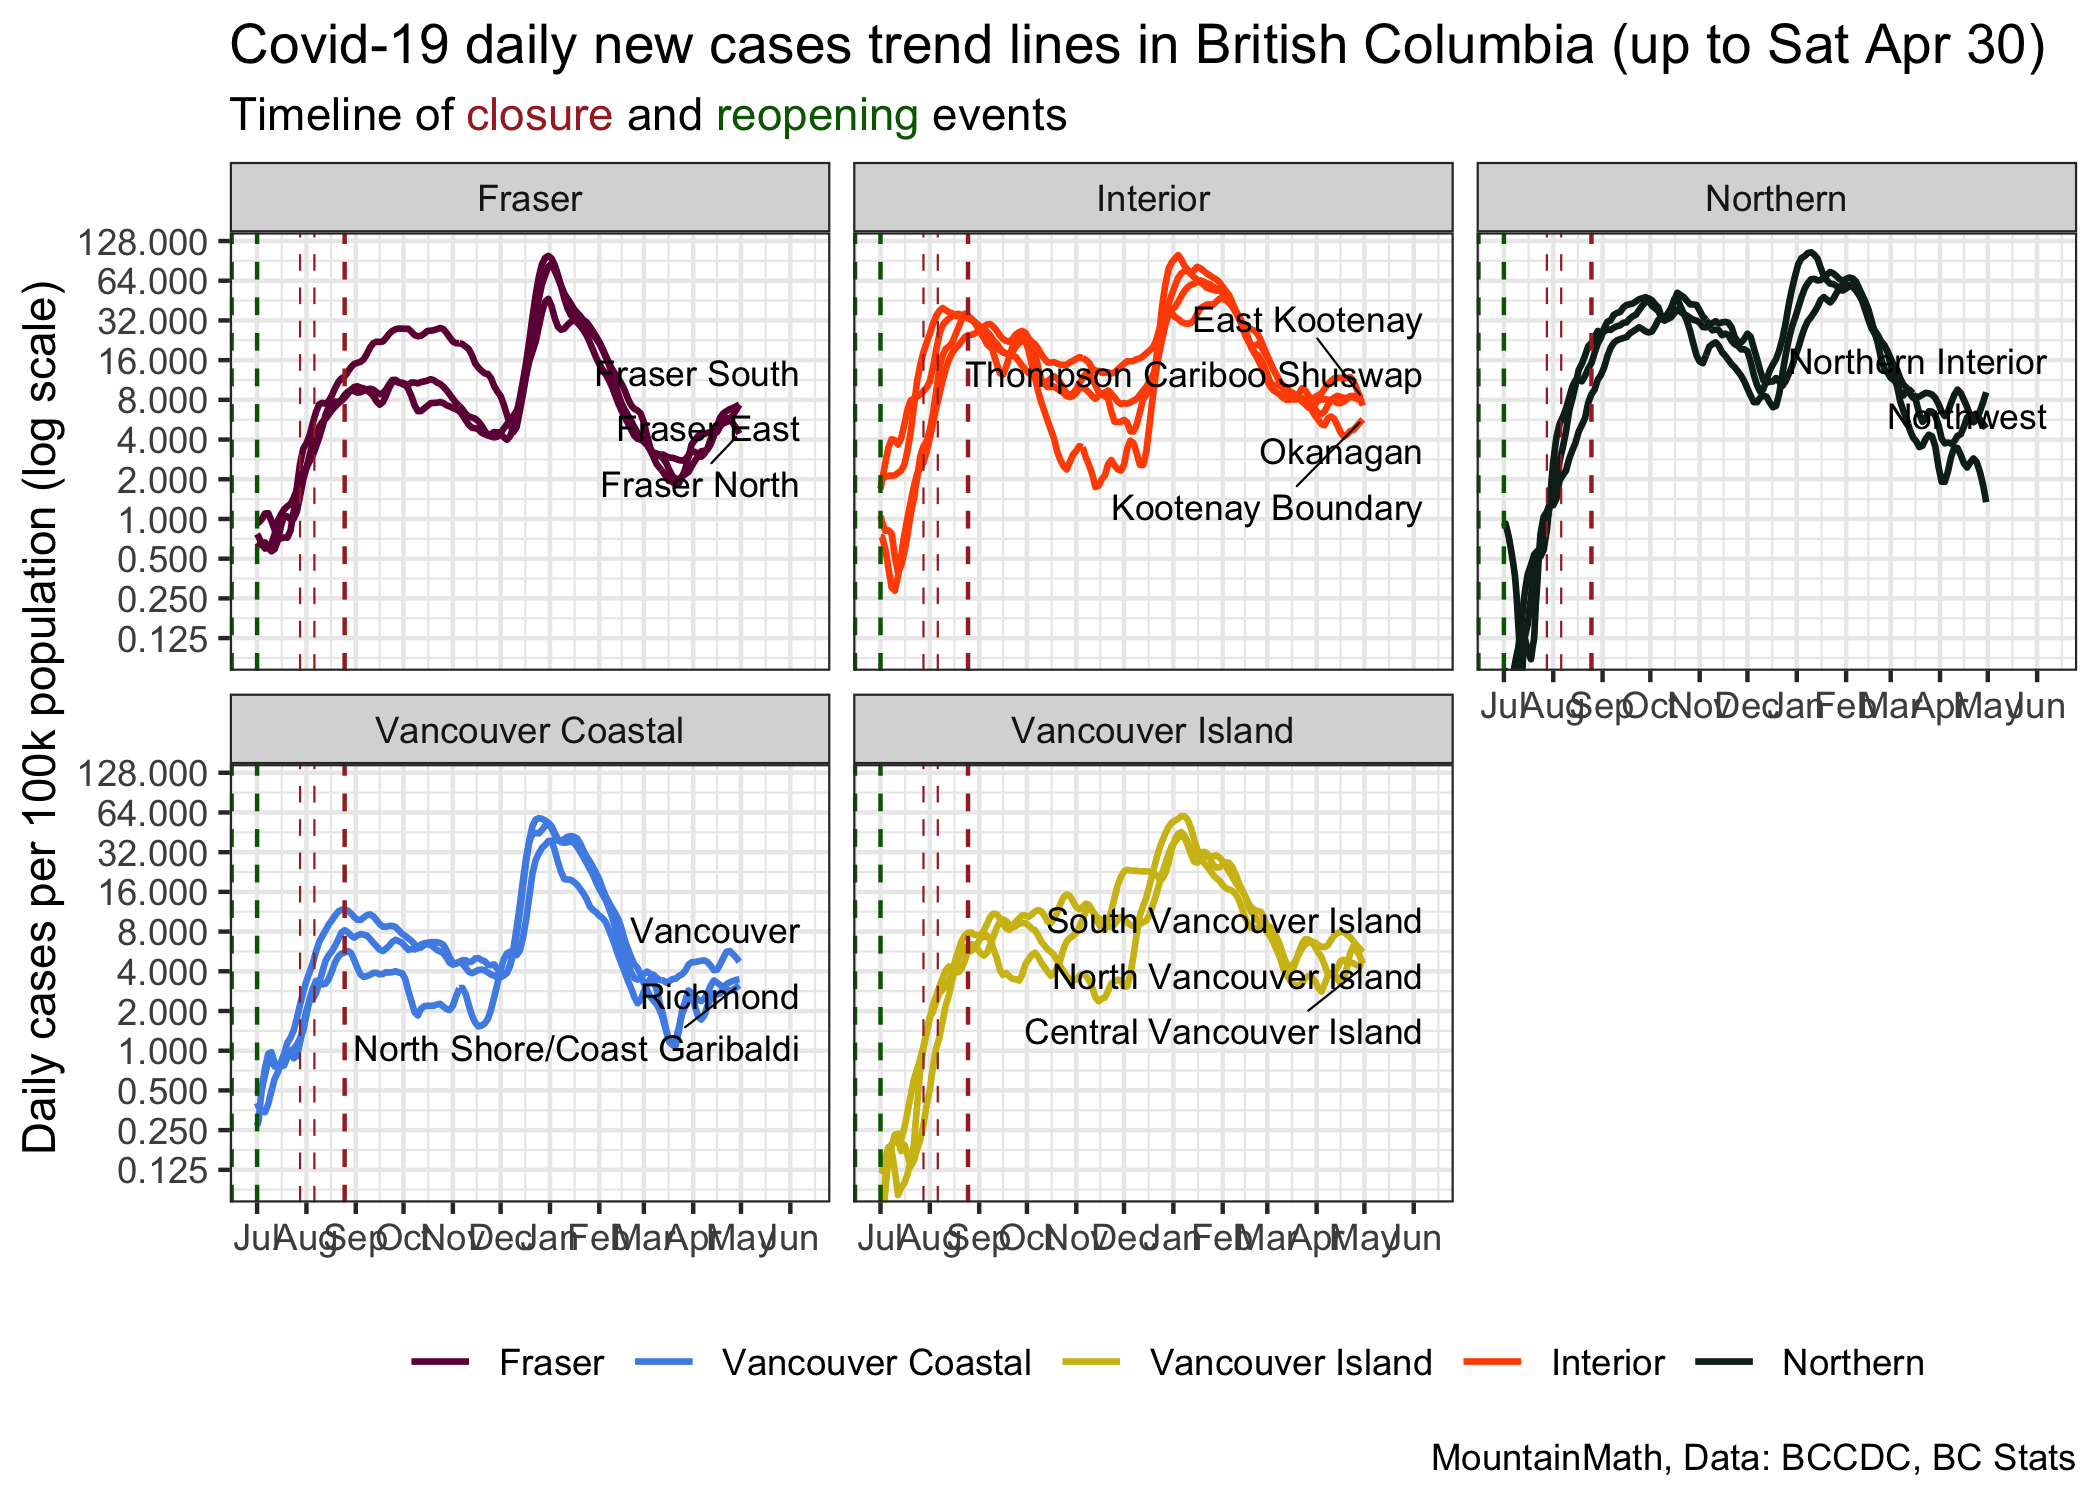 Covid-19 daily new cases trend lines in British Columbia (up to Sat Apr 30)
Timeline of closure and reopening events
Daily cases per 100k population (log scale)
Fraser
128.000
64.000
32.000
16.000
8.000
4.000
2.000
1.000
0.500
0.250
0.125
Fraser South
Fraser East
Fraser North
Interior
East Kootenay
Thompson Cariboo Shuswap
Okanagan
Kootenay Boundary
Northern
Northern Interior
Northwest
Jul Aug Sep Oct Nov Dec Jan Feb Mar Apr May Jun
Vancouver Coastal
128.000
64.000
32.000
16.000
8.000
4.000
2.000
1.000
0.500
0.250
0.125
Vancouver
Richmond
North Shore/Coast Garibaldi
Jul Aug Sep Oct Nov Dec Jan Feb Mar Apr May Jun
Vancouver Island
South Vancouver Island
North Vancouver Island
Central Vancouver Island
Jul Aug Sep Oct Nov Dec Jan Feb Mar Apr May Jun
Fraser Vancouver Coastal Vancouver Island Interior Northern
MountainMath, Data: BCCDC, BC Stats